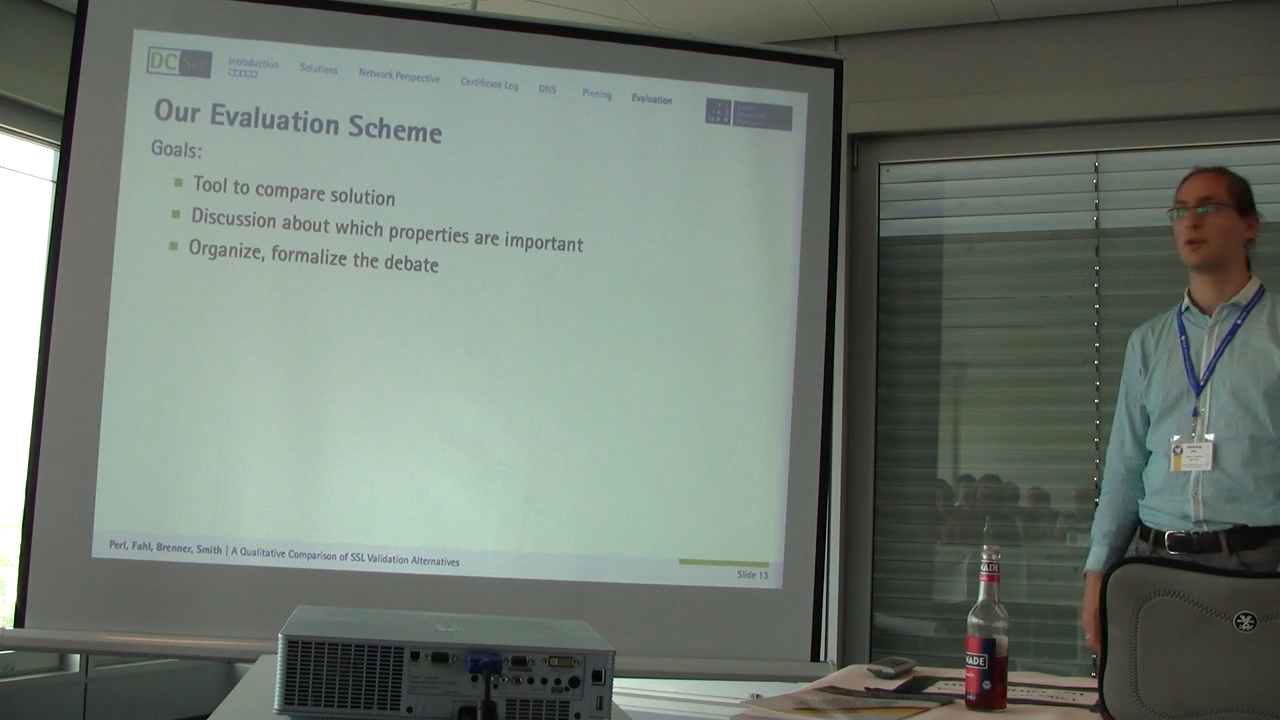 DC Sec
Introduction Solutions Network Perspective Certificate Log DNS Pinning Evaluation
Our Evaluation Scheme
Goals:
Tool to compare solution
Discussion about which properties are important
Organize, formalize the debate
Perl, Fahl, Brenner, Smith | A Qualitative Comparison of SSL Validation Alternatives
Slide 13